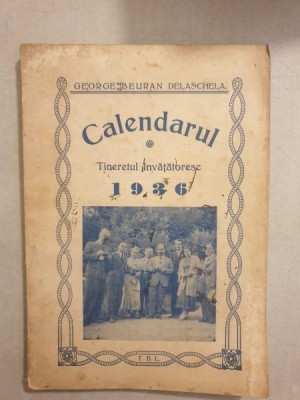 GEORGE BEURAN DELASCHELA
Calendarul
Tineretul Învățătoresc
1936
T.B.L.